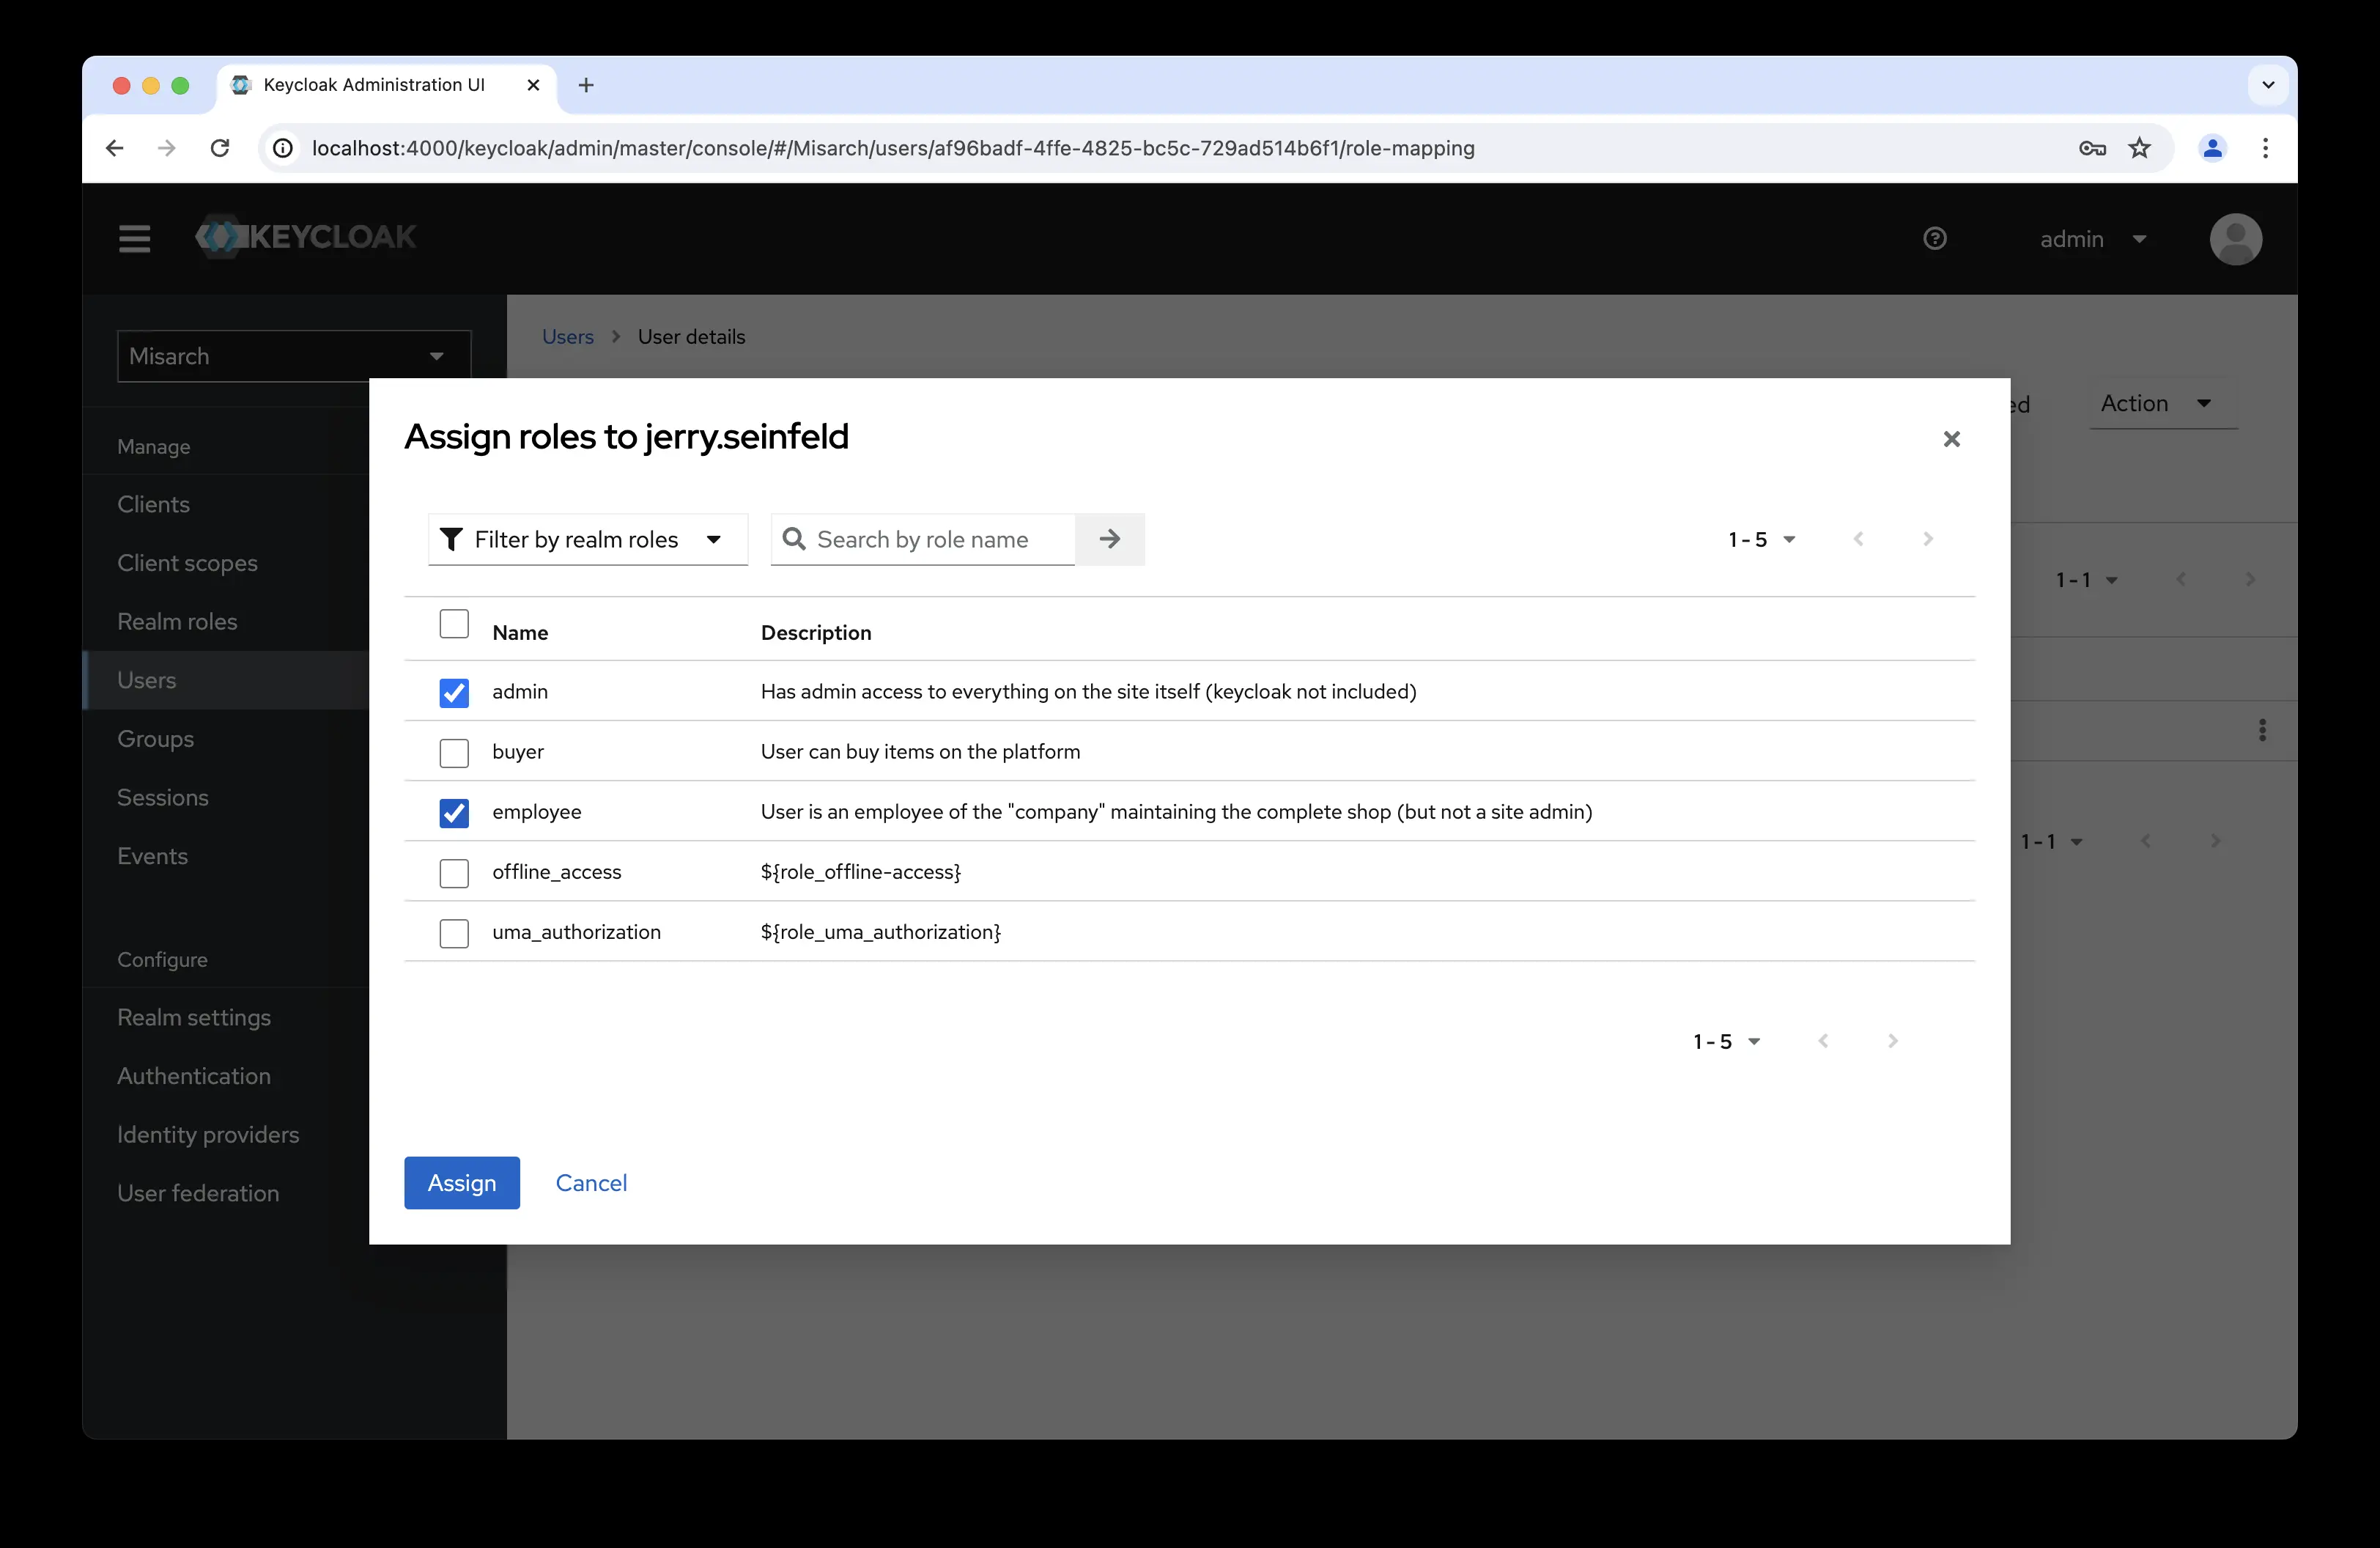 Keycloak Administration UI
localhost:4000/keycloak/admin/master/console/#/Misarch/users/af96badf-4ffe-4825-bc5c-729ad514b6f1/role-mapping
KEYCLOAK
admin
Misarch
Users
User details
Manage
Clients
Client scopes
Realm roles
Users
Groups
Sessions
Events
Configure
Realm settings
Authentication
Identity providers
User federation
Action
1 - 1
1 - 1
Assign roles to jerry.seinfeld
Filter by realm roles
Search by role name
1 - 5
Name Description
admin Has admin access to everything on the site itself (keycloak not included)
buyer User can buy items on the platform
employee User is an employee of the "company" maintaining the complete shop (but not a site admin)
offline_access ${role_offline-access}
uma_authorization ${role_uma_authorization}
1 - 5
Assign Cancel